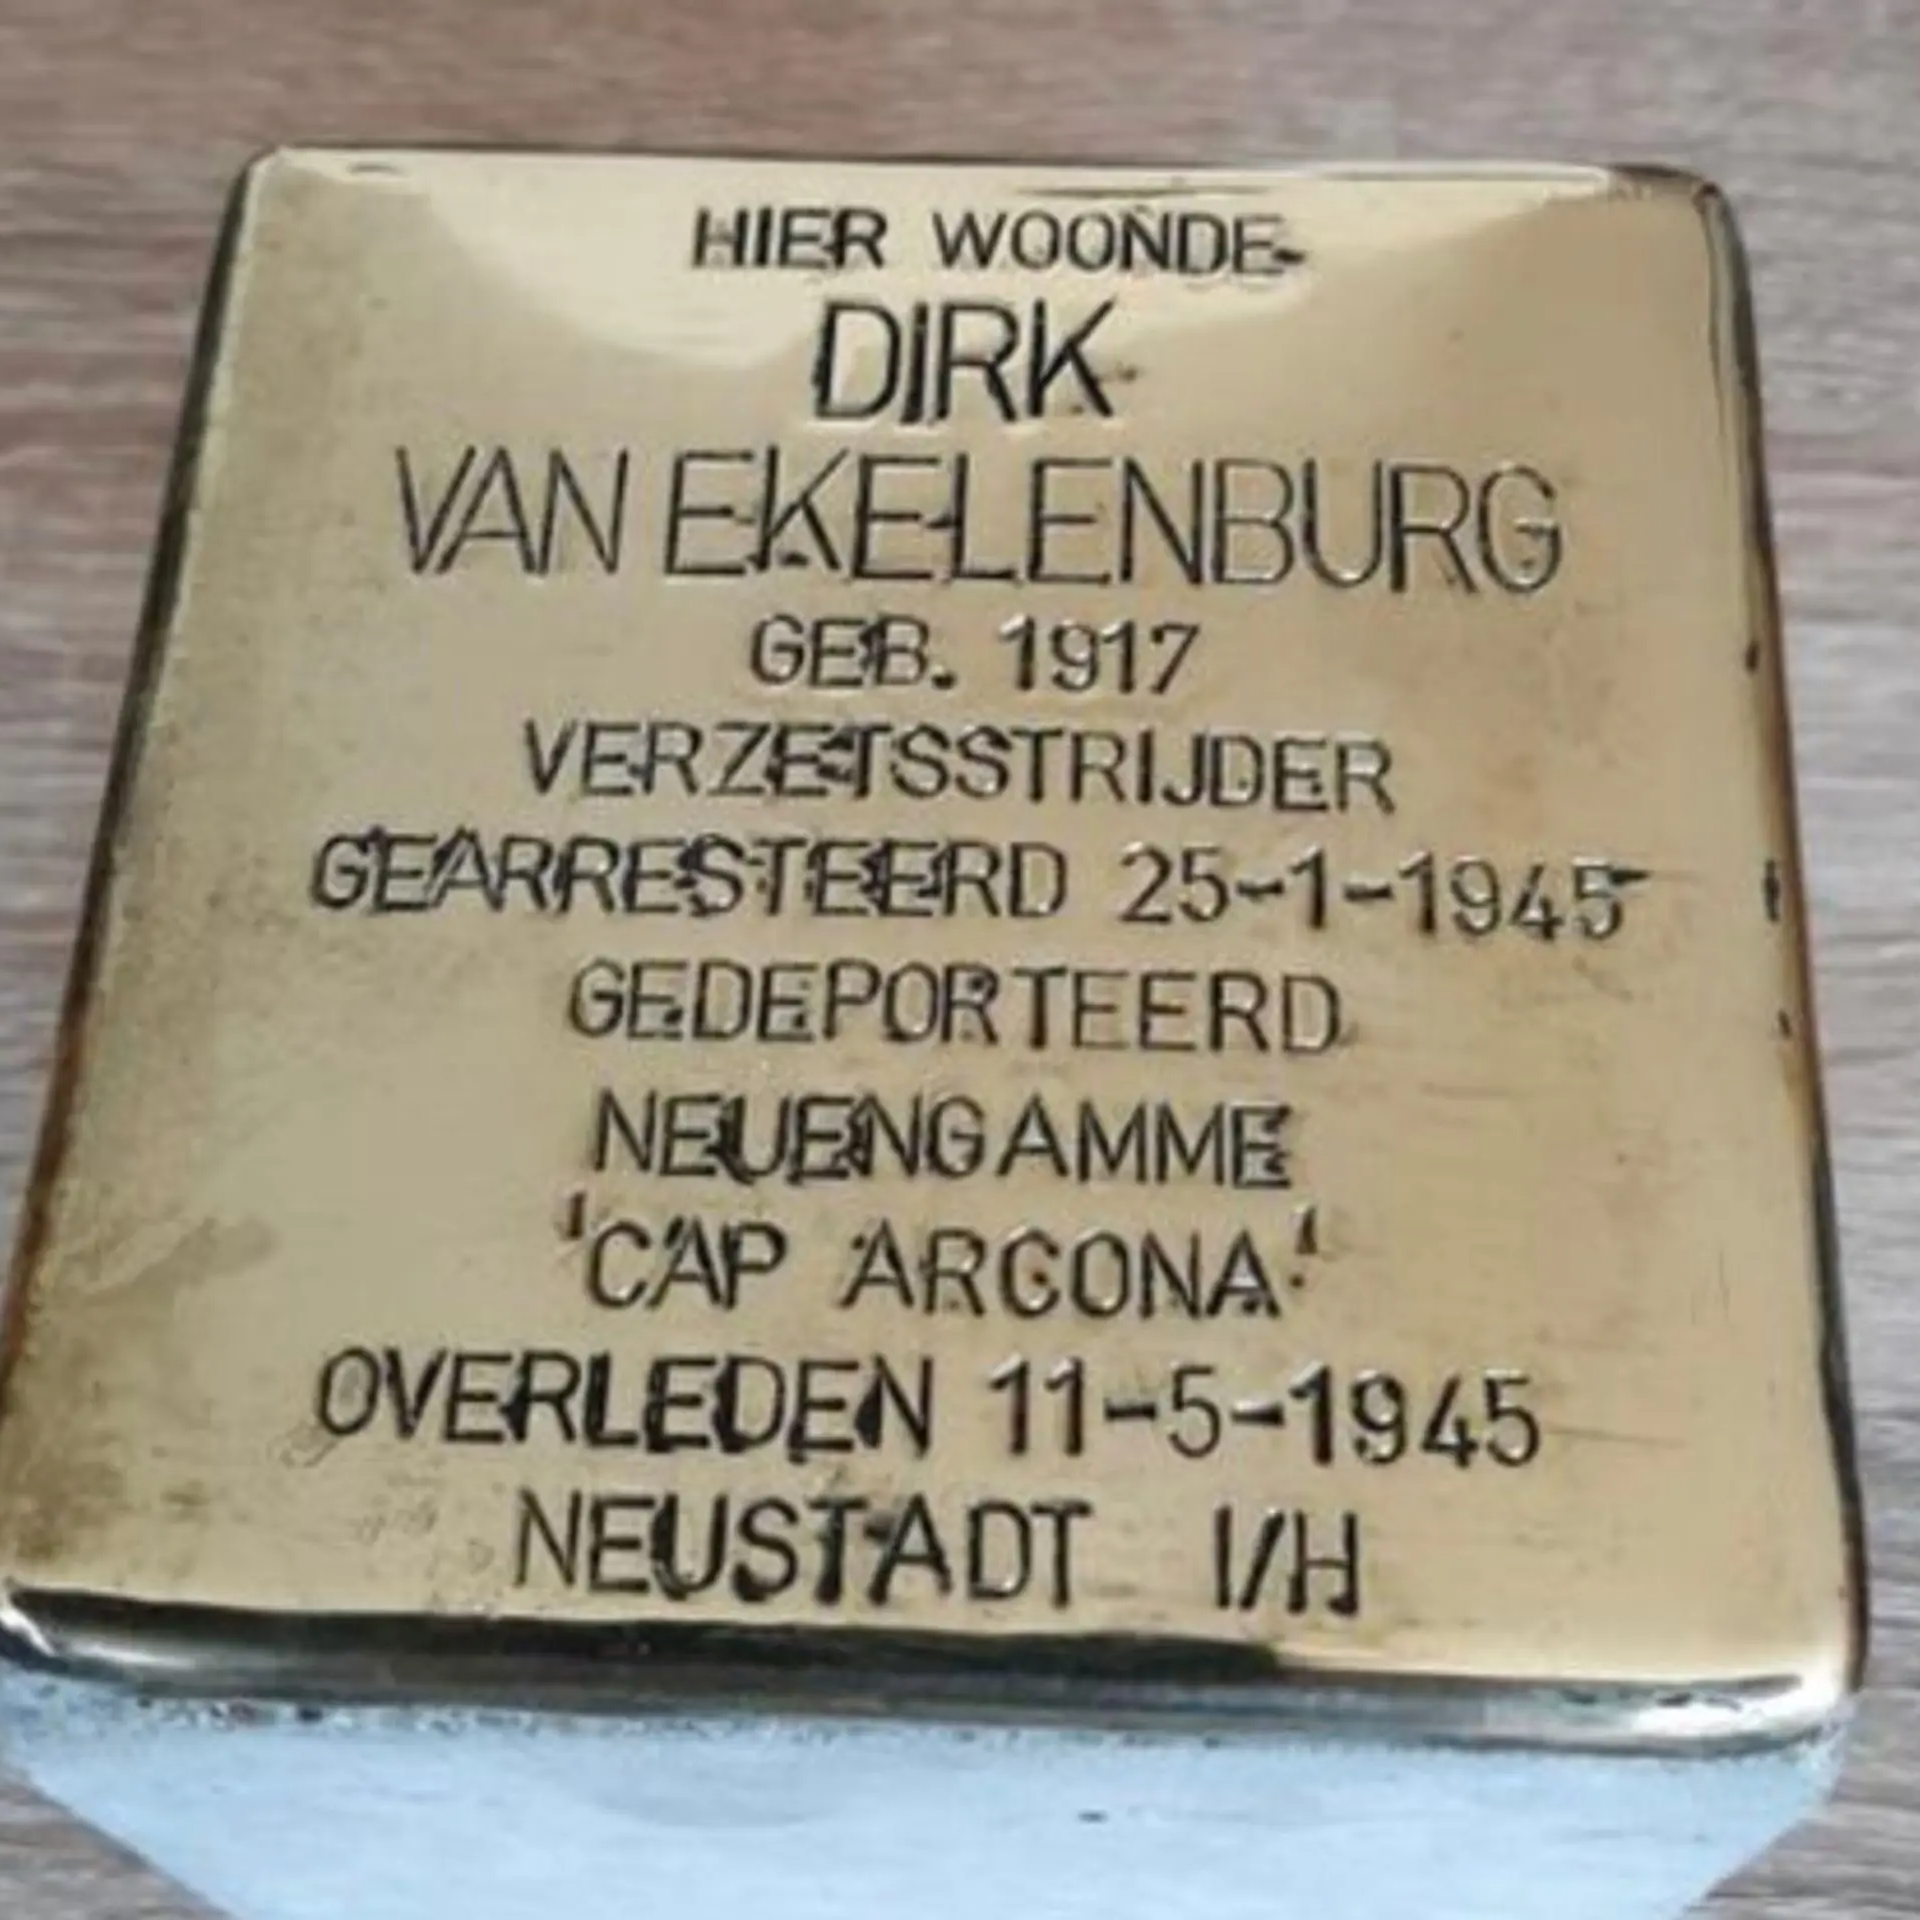 HIER WOONDE
DIRK
VAN EKELENBURG
GEB. 1917
VERZETSSTRIJDER
GEARRESTEERD 25-1-1945
GEDEPORTEERD
NEUENGAMME
'CAP ARCONA'
OVERLEDEN 11-5-1945
NEUSTADT I/H